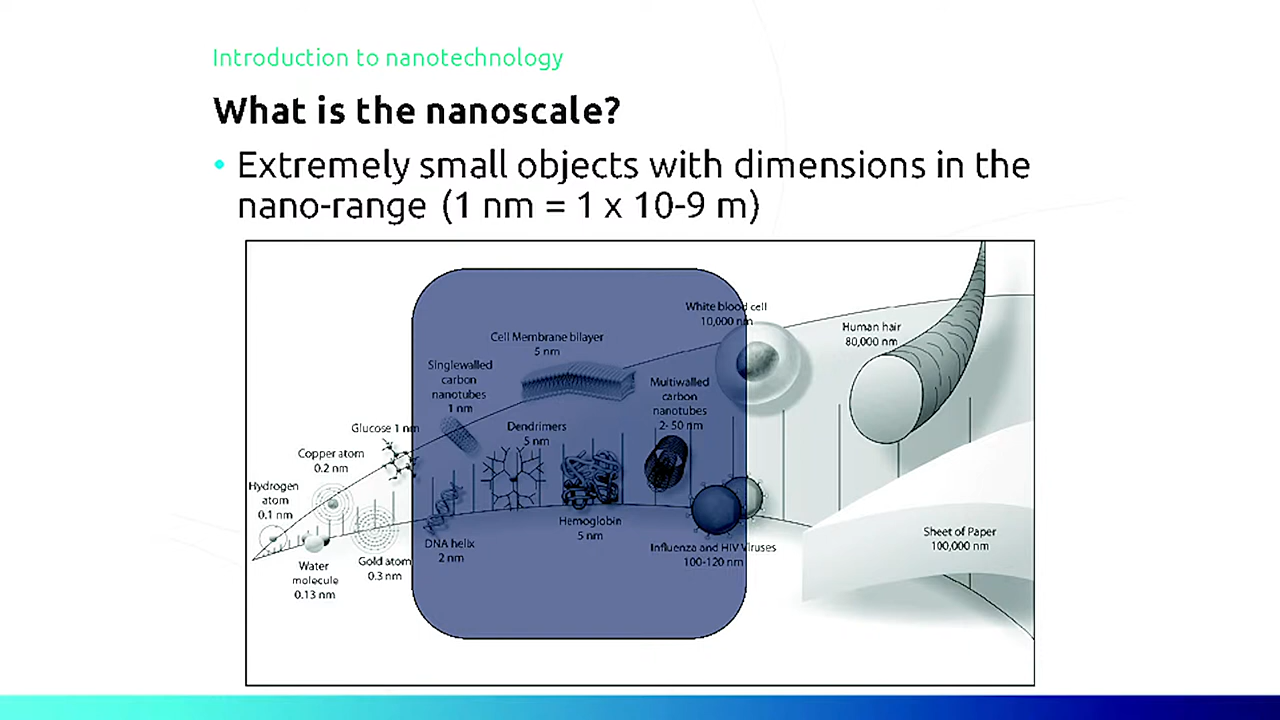 Introduction to nanotechnology
What is the nanoscale?
• Extremely small objects with dimensions in the
nano-range (1 nm = 1 x 10-9 m)
White blood cell
10,000 nm
Human hair
80,000 nm
Cell Membrane bilayer
5 nm
Singlewalled
carbon
nanotubes
1 nm
Multiwalled
carbon
nanotubes
2- 50 nm
Glucose 1 nm
Dendrimers
5 nm
Copper atom
0.2 nm
Hydrogen
atom
0.1 nm
Hemoglobin
5 nm
Sheet of Paper
100,000 nm
DNA helix
2 nm
Influenza and HIV Viruses
100-120 nm
Gold atom
0.3 nm
Water
molecule
0.13 nm